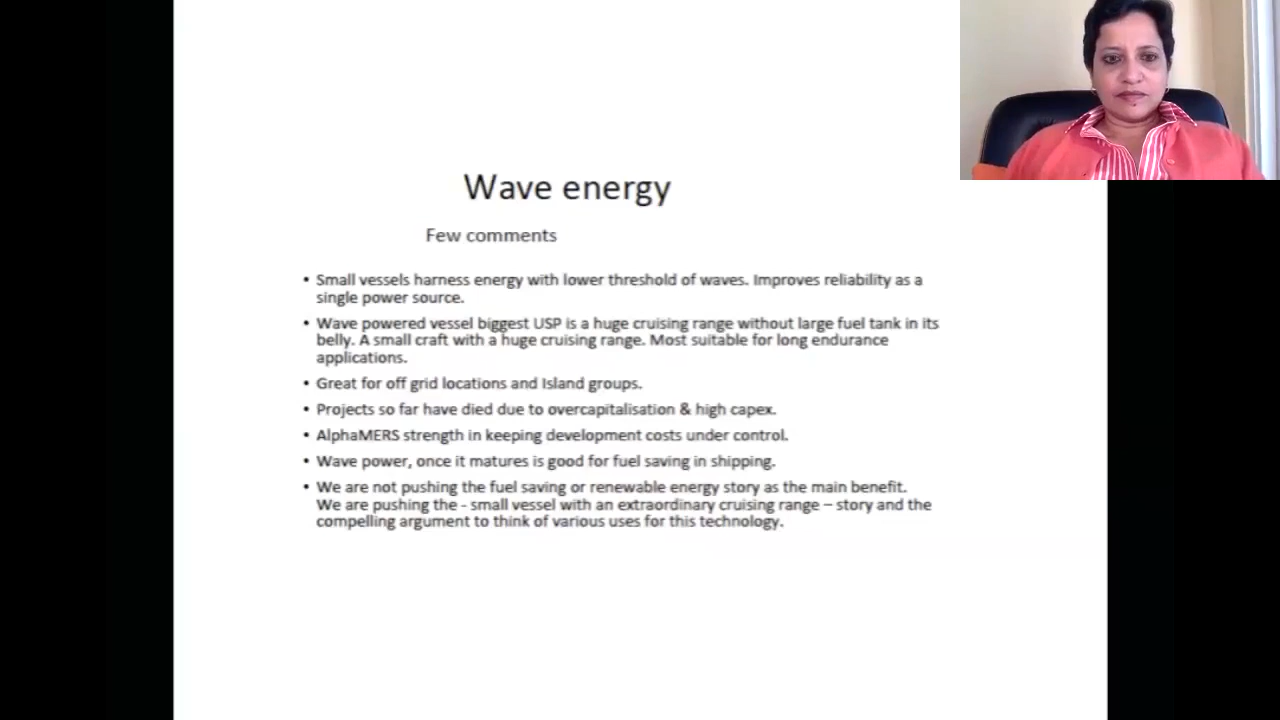 Wave energy
Few comments
• Small vessels harness energy with lower threshold of waves. Improves reliability as a
single power source.
• Wave powered vessel biggest USP is a huge cruising range without large fuel tank in its
belly. A small craft with a huge cruising range. Most suitable for long endurance
applications.
• Great for off grid locations and Island groups.
• Projects so far have died due to overcapitalisation & high capex.
• AlphaMERS strength in keeping development costs under control.
• Wave power, once it matures is good for fuel saving in shipping.
• We are not pushing the fuel saving or renewable energy story as the main benefit.
We are pushing the - small vessel with an extraordinary cruising range – story and the
compelling argument to think of various uses for this technology.